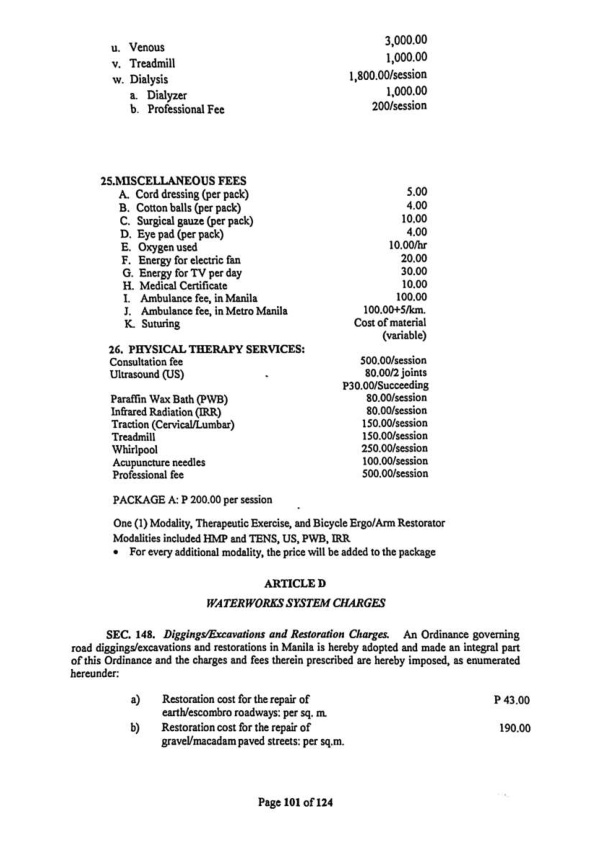 u. Venous 3,000.00
v. Treadmill 1,000.00
w. Dialysis 1,800.00/session
a. Dialyzer 1,000.00
b. Professional Fee 200/session
25.MISCELLANEOUS FEES
A. Cord dressing (per pack) 5.00
B. Cotton balls (per pack) 4.00
C. Surgical gauze (per pack) 10.00
D. Eye pad (per pack) 4.00
E. Oxygen used 10.00/hr
F. Energy for electric fan 20.00
G. Energy for TV per day 30.00
H. Medical Certificate 10.00
I. Ambulance fee, in Manila 100.00
J. Ambulance fee, in Metro Manila 100.00+5/km.
K. Suturing Cost of material
(variable)
26. PHYSICAL THERAPY SERVICES:
Consultation fee 500.00/session
Ultrasound (US) 80.00/2 joints
P30.00/Succeeding
Paraffin Wax Bath (PWB) 80.00/session
Infrared Radiation (IRR) 80.00/session
Traction (Cervical/Lumbar) 150.00/session
Treadmill 150.00/session
Whirlpool 250.00/session
Acupuncture needles 100.00/session
Professional fee 500.00/session
PACKAGE A: P 200.00 per session
One (1) Modality, Therapeutic Exercise, and Bicycle Ergo/Arm Restorator
Modalities included HMP and TENS, US, PWB, IRR
• For every additional modality, the price will be added to the package
ARTICLE D
WATERWORKS SYSTEM CHARGES
SEC. 148. Diggings/Excavations and Restoration Charges. An Ordinance governing
road diggings/excavations and restorations in Manila is hereby adopted and made an integral part
of this Ordinance and the charges and fees therein prescribed are hereby imposed, as enumerated
hereunder:
a) Restoration cost for the repair of P 43.00
earth/escombro roadways: per sq. m.
b) Restoration cost for the repair of 190.00
gravel/macadam paved streets: per sq.m.
Page 101 of 124